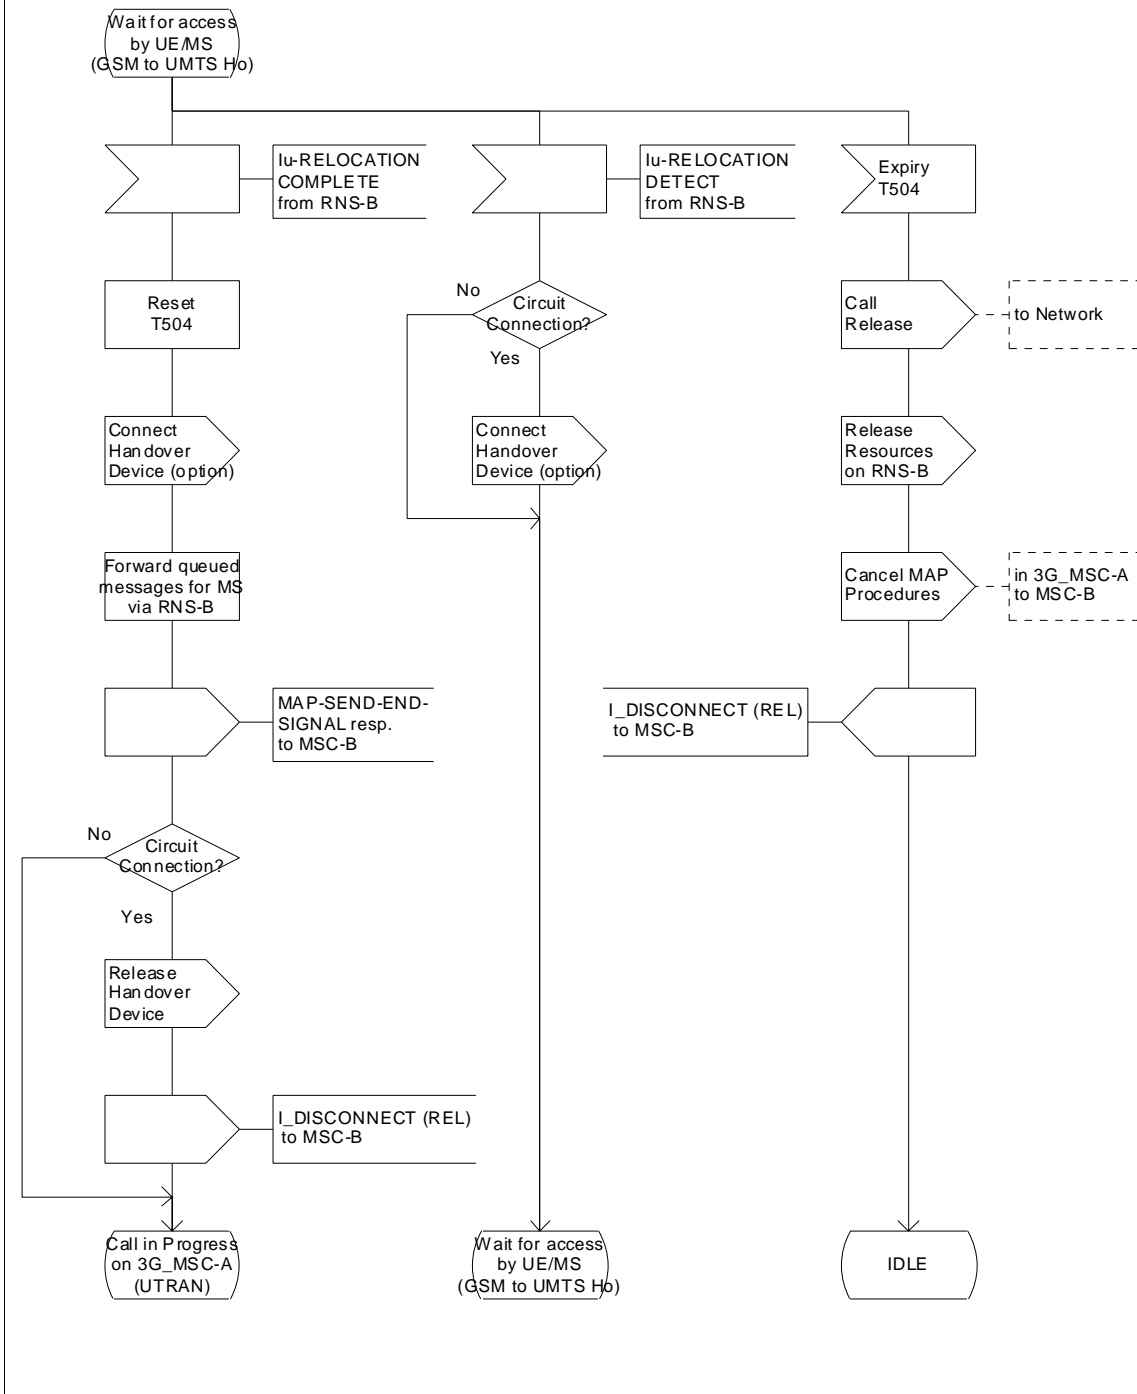 Wait for access
by UE/MS
(GSM to UMTS Ho)
Iu-RELOCATION
COMPLETE
from RNS-B
Iu-RELOCATION
DETECT
from RNS-B
Expiry
T504
Reset
T504
No
Circuit
Connection?
Yes
Call
Release
to Network
Connect
Handover
Device (option)
Connect
Handover
Device (option)
Release
Resources
on RNS-B
Forward queued
messages for MS
via RNS-B
Cancel MAP
Procedures
in 3G_MSC-A
to MSC-B
MAP-SEND-END-
SIGNAL resp.
to MSC-B
I_DISCONNECT (REL)
to MSC-B
No
Circuit
Connection?
Yes
Release
Handover
Device
I_DISCONNECT (REL)
to MSC-B
Call in Progress
on 3G_MSC-A
(UTRAN)
Wait for access
by UE/MS
(GSM to UMTS Ho)
IDLE